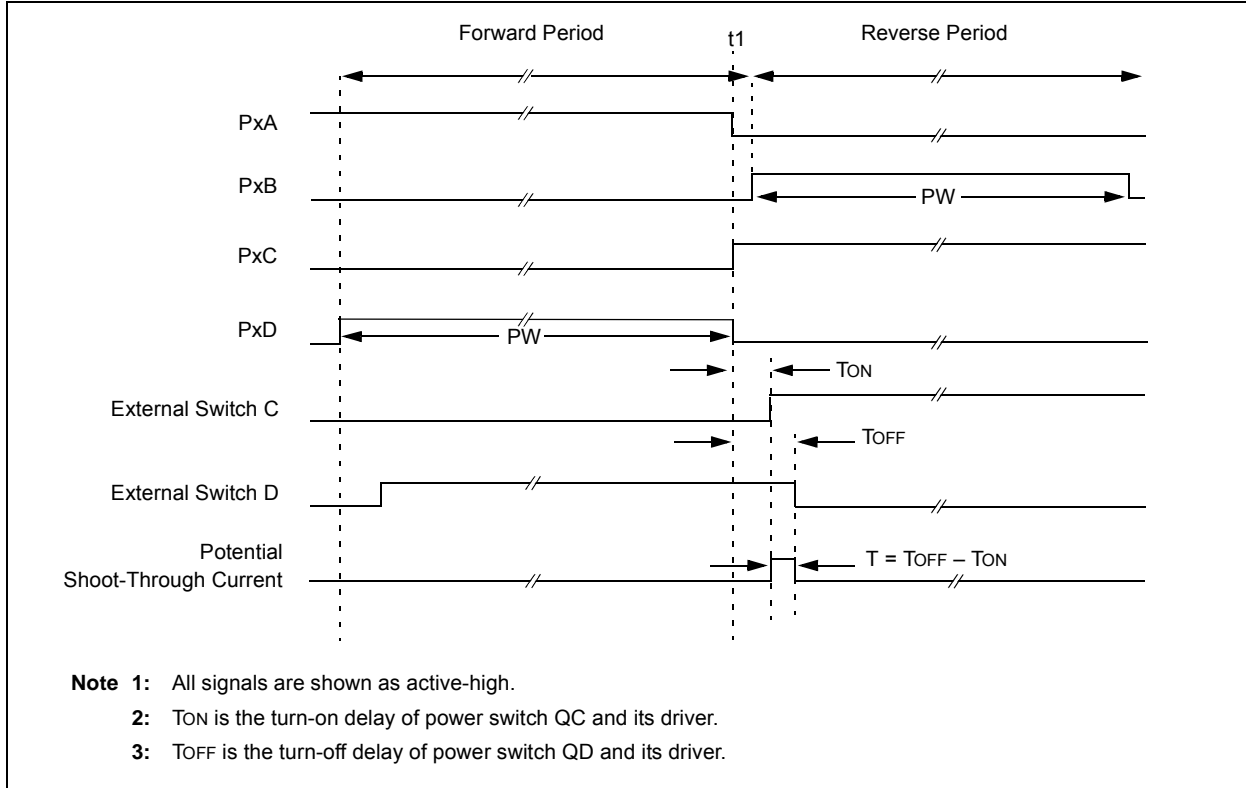 Forward Period
t1
Reverse Period
PxA
PxB
PW
PxC
PxD
PW
TON
External Switch C
TOFF
External Switch D
Potential
Shoot-Through Current
T = TOFF – TON
Note 1: All signals are shown as active-high.
2: TON is the turn-on delay of power switch QC and its driver.
3: TOFF is the turn-off delay of power switch QD and its driver.